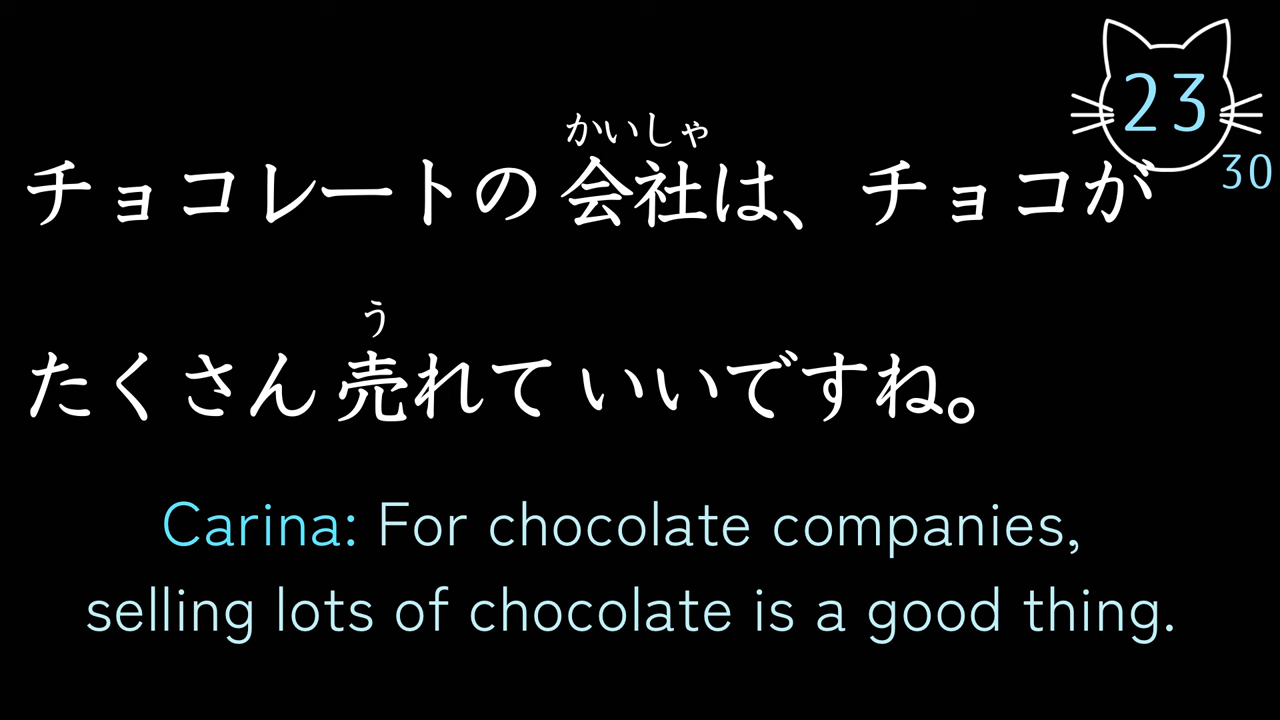 23
30
かいしゃ
チョコレートの会社は、チョコが
う
たくさん売れていいですね。
Carina: For chocolate companies,
selling lots of chocolate is a good thing.